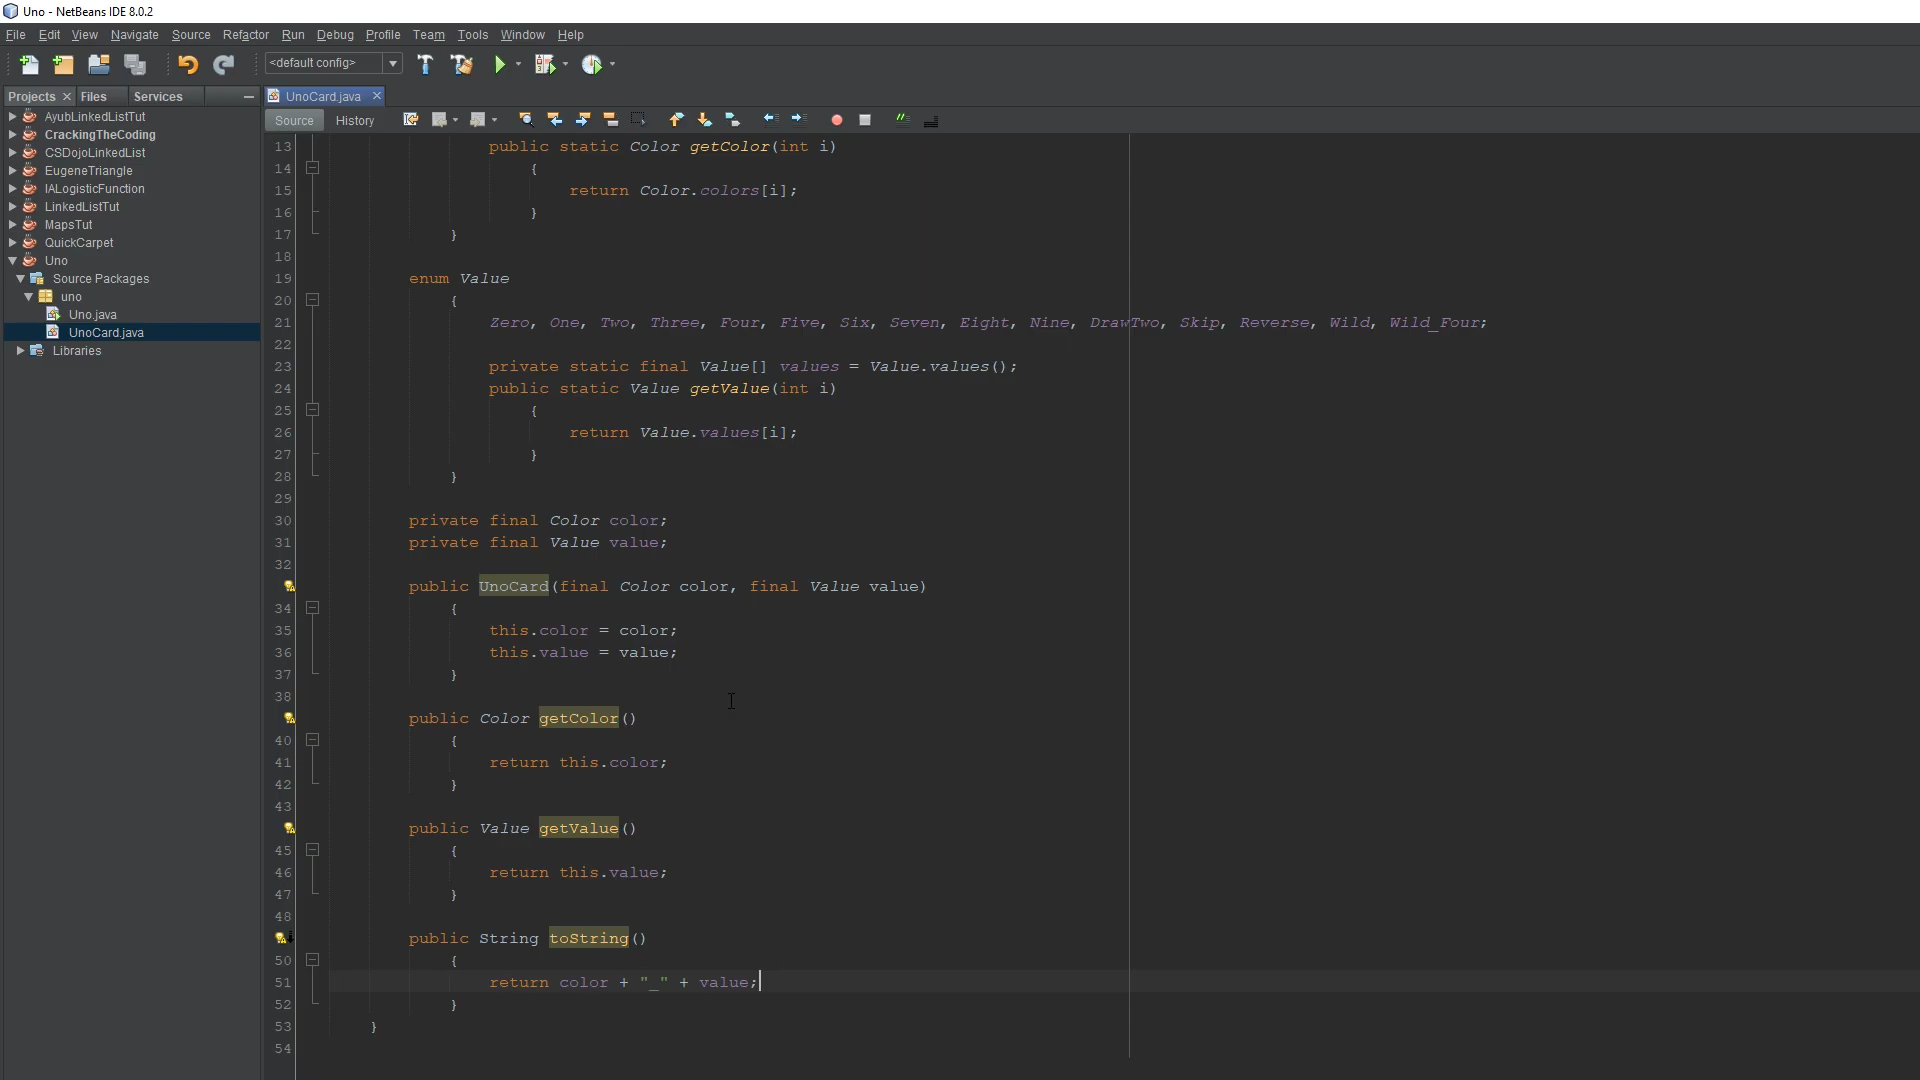 Uno - NetBeans IDE 8.0.2
File Edit View Navigate Source Refactor Run Debug Profile Team Tools Window Help
<default config>
Projects Files Services
UnoCard.java
Source History
AyubLinkedListTut
CrackingTheCoding
CSDojoLinkedList
EugeneTriangle
IALogisticFunction
LinkedListTut
MapsTut
QuickCarpet
Uno
Source Packages
uno
Uno.java
UnoCard.java
Libraries
13 public static Color getColor(int i)
14 {
15 return Color.colors[i];
16 }
17 }
18
19 enum Value
20 {
21 Zero, One, Two, Three, Four, Five, Six, Seven, Eight, Nine, DrawTwo, Skip, Reverse, Wild, Wild_Four;
22
23 private static final Value[] values = Value.values();
24 public static Value getValue(int i)
25 {
26 return Value.values[i];
27 }
28 }
29
30 private final Color color;
31 private final Value value;
32
public UnoCard(final Color color, final Value value)
34 {
35 this.color = color;
36 this.value = value;
37 }
38
public Color getColor()
40 {
41 return this.color;
42 }
43
public Value getValue()
45 {
46 return this.value;
47 }
48
public String toString()
50 {
51 return color + "_" + value;
52 }
53 }
54